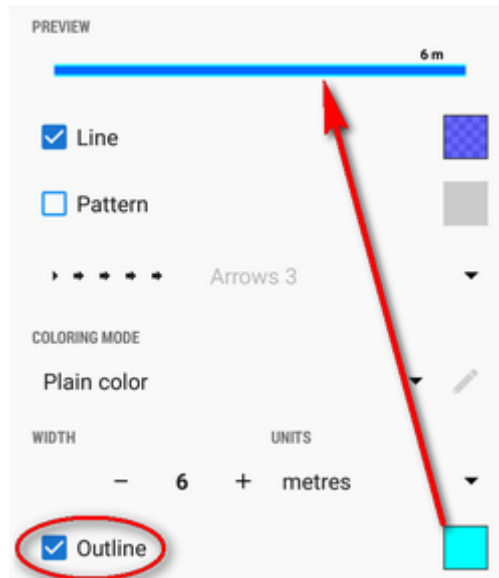 PREVIEW
6 m
Line
Pattern
Arrows 3
COLORING MODE
Plain color
WIDTH UNITS
− 6 + metres
Outline